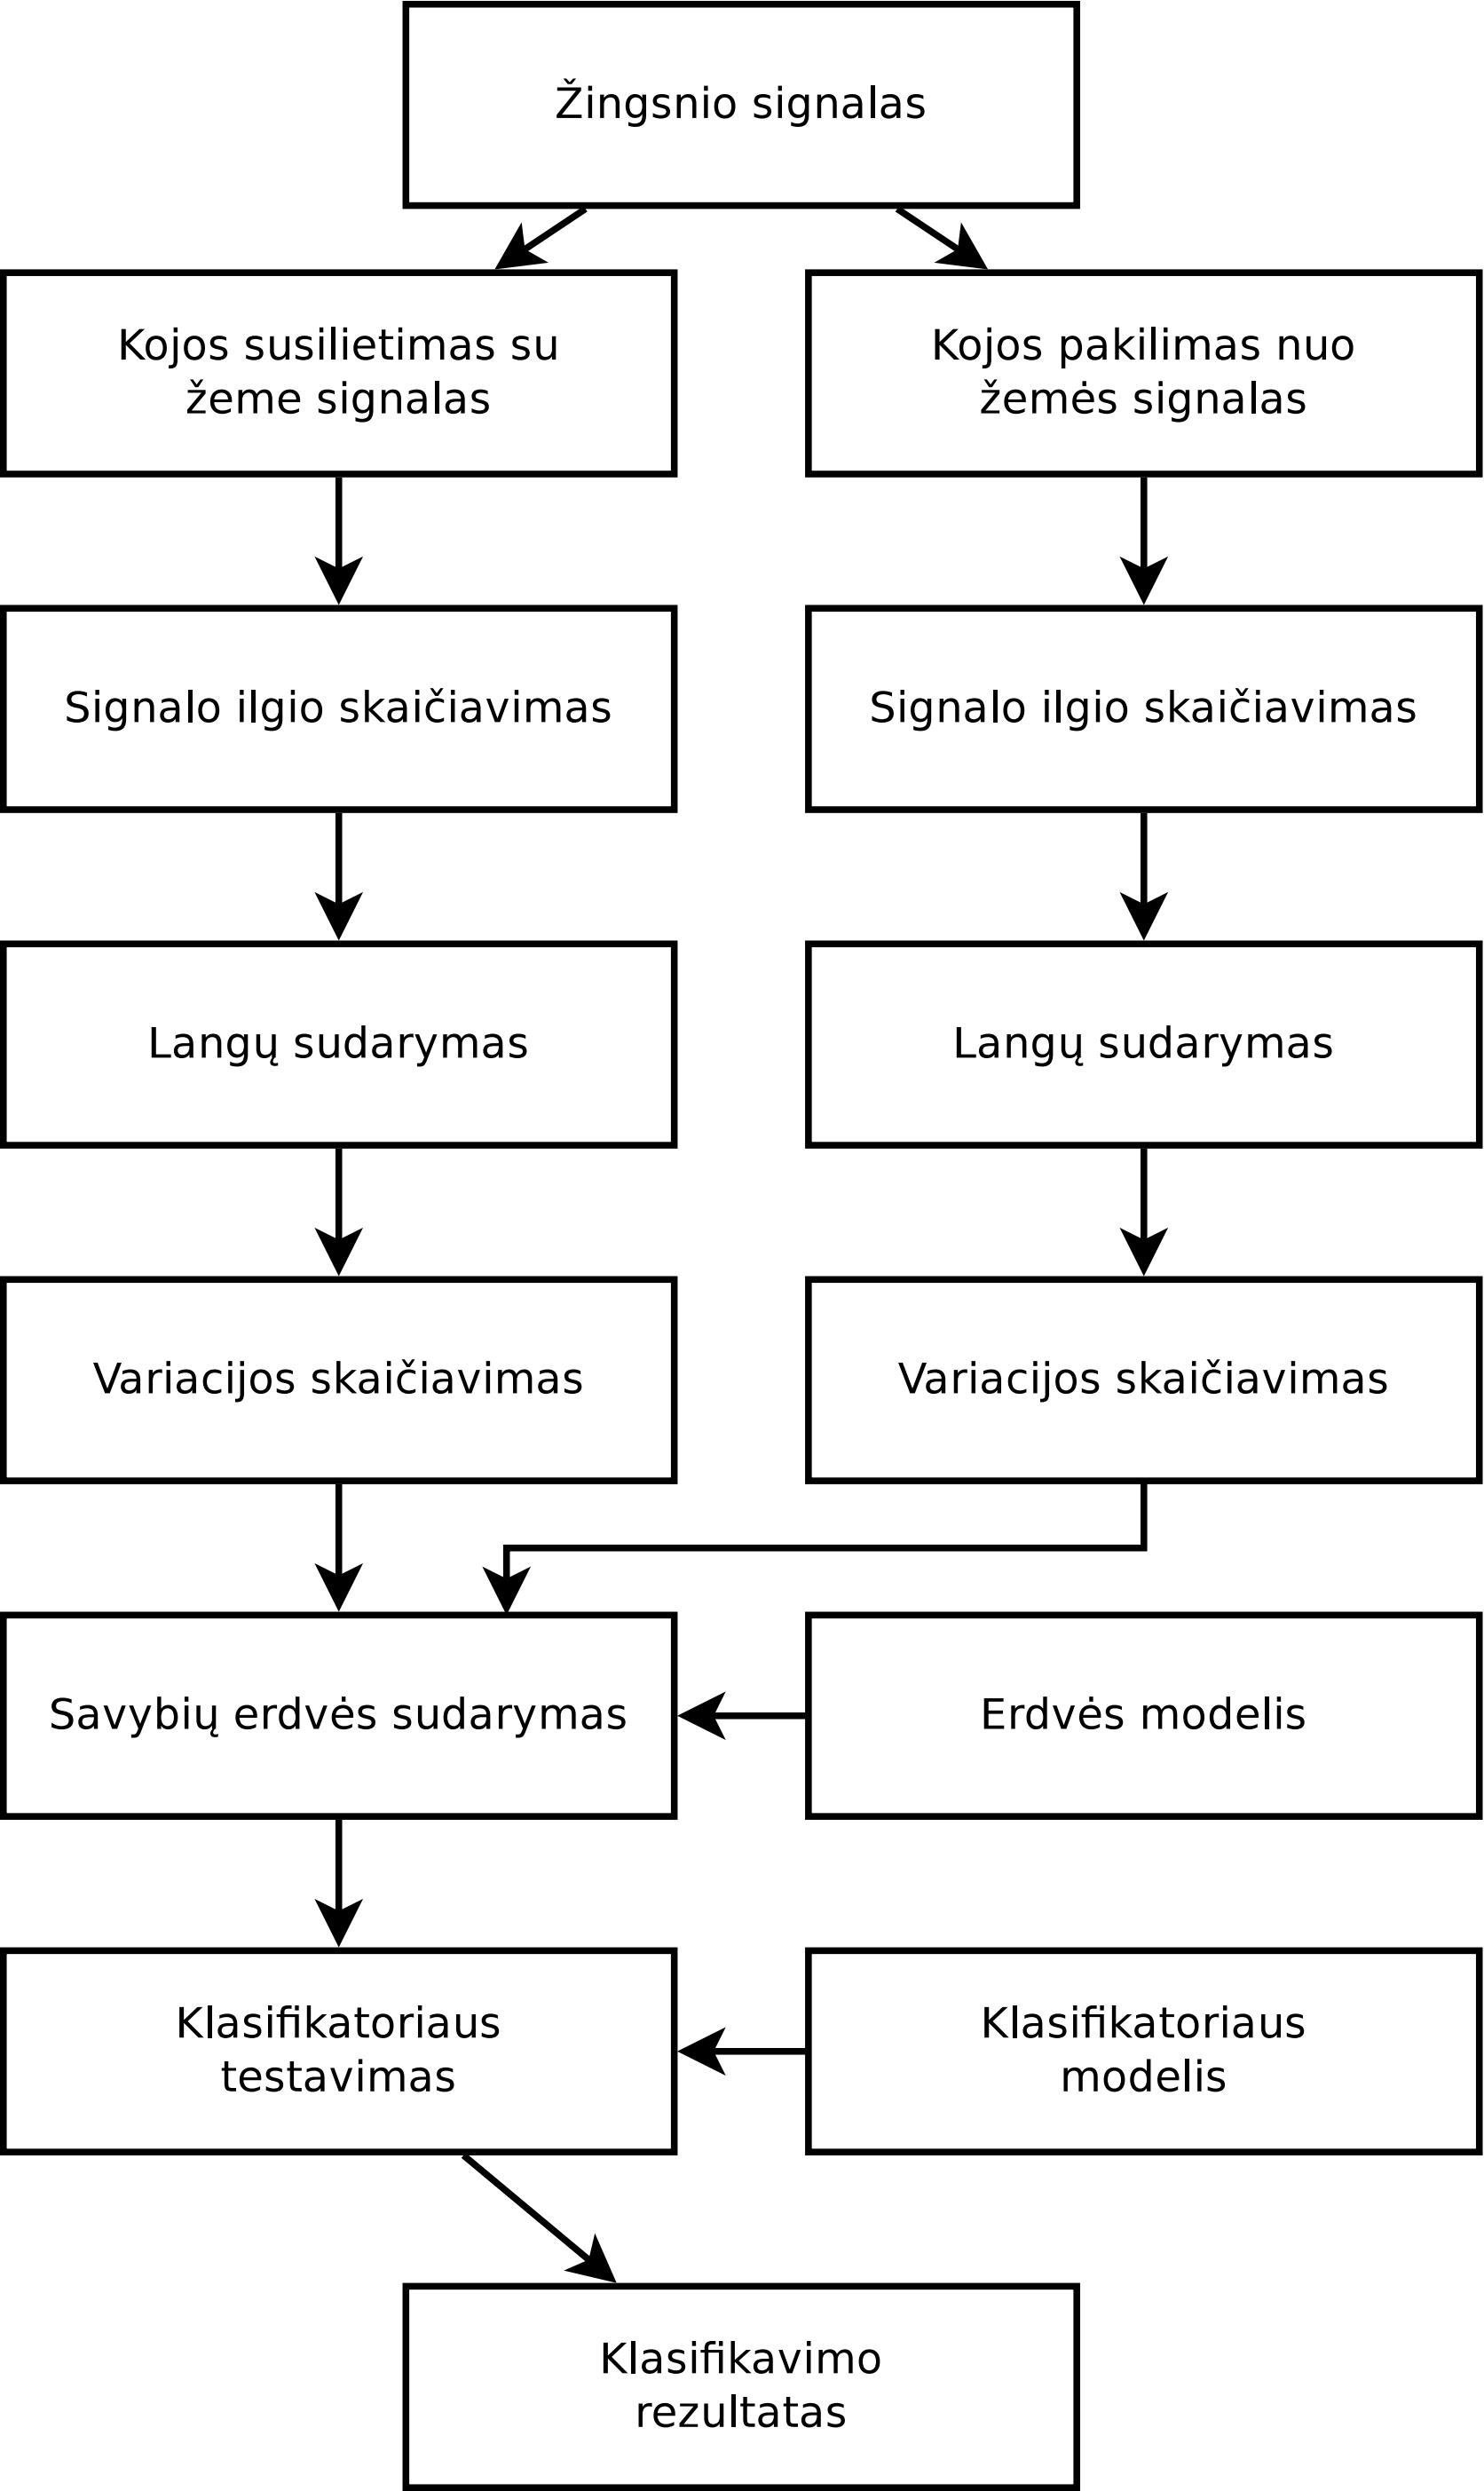 Žingsnio signalas
Kojos susilietimas su
žeme signalas
Kojos pakilimas nuo
žemės signalas
Signalo ilgio skaičiavimas
Signalo ilgio skaičiavimas
Langų sudarymas
Langų sudarymas
Variacijos skaičiavimas
Variacijos skaičiavimas
Savybių erdvės sudarymas
Erdvės modelis
Klasifikatoriaus
testavimas
Klasifikatoriaus
modelis
Klasifikavimo
rezultatas